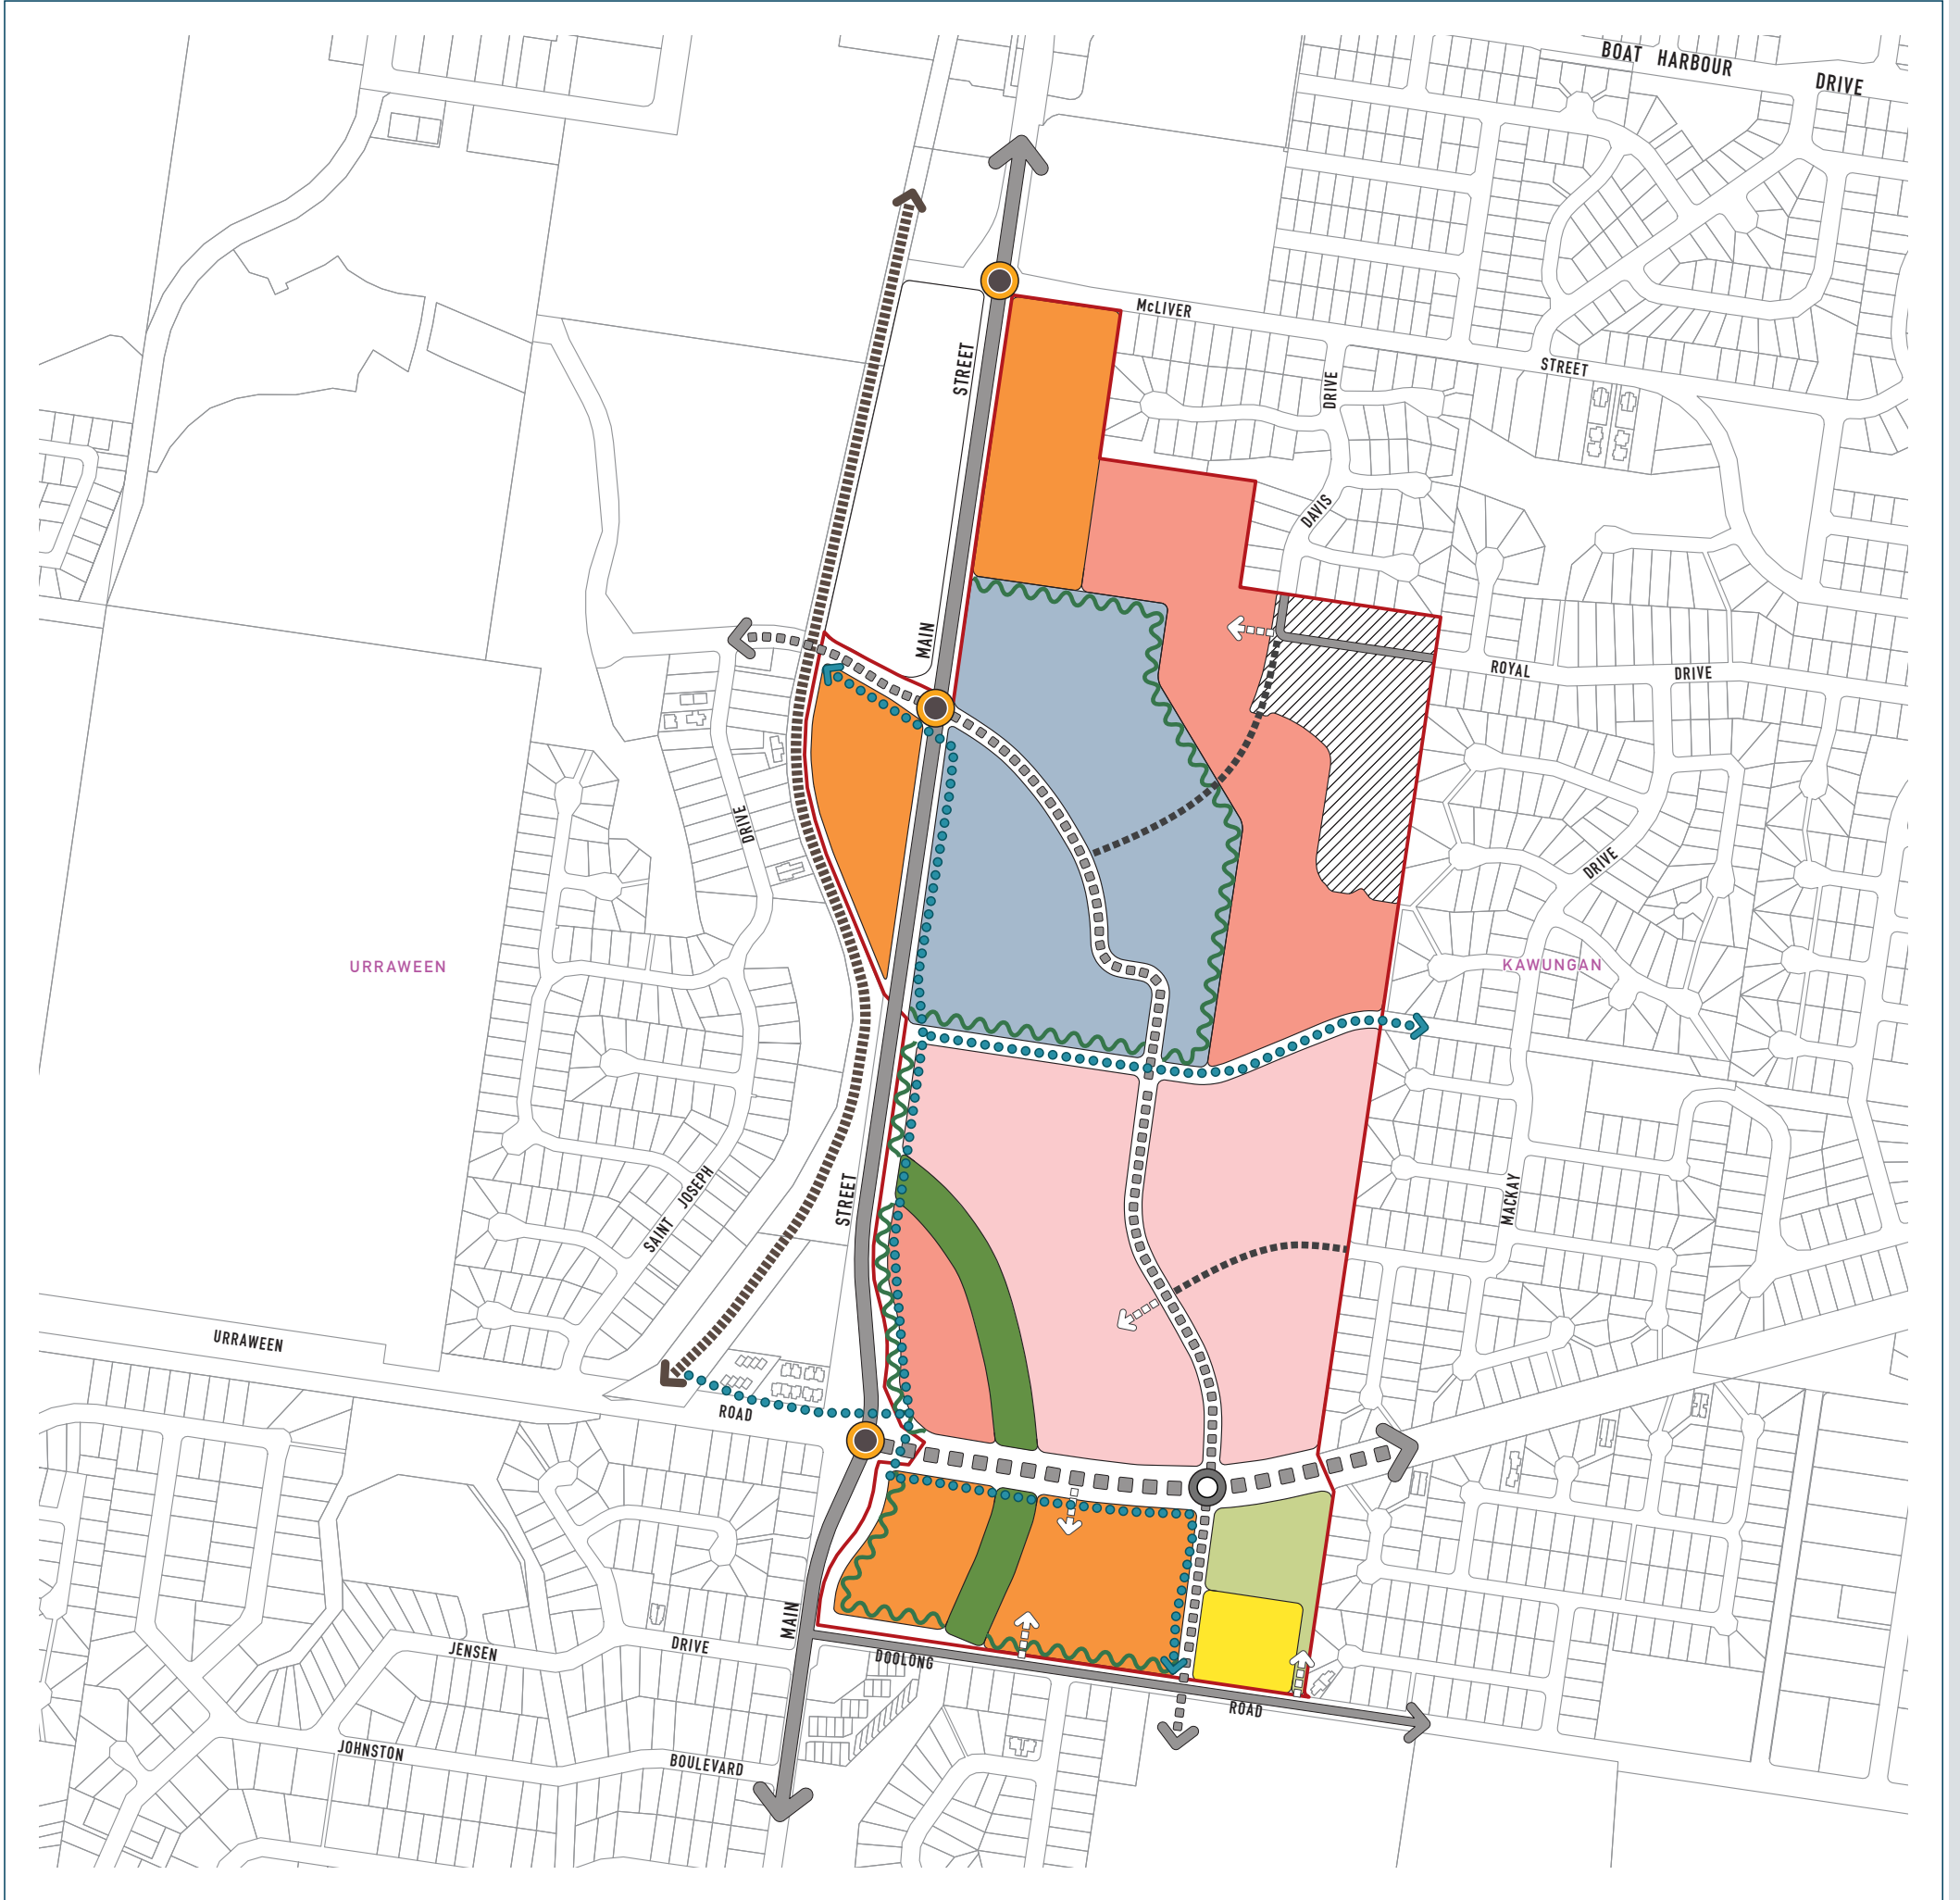 BOAT HARBOUR
DRIVE
McLIVER
STREET
STREET
DRIVE
DAVIS
MAIN
ROYAL
DRIVE
DRIVE
DRIVE
URRAWEEN
KAWUNGAN
SAINT JOSEPH
STREET
MACKAY
URRAWEEN
ROAD
MAIN
JENSEN
DRIVE
DOOLONG
ROAD
JOHNSTON
BOULEVARD